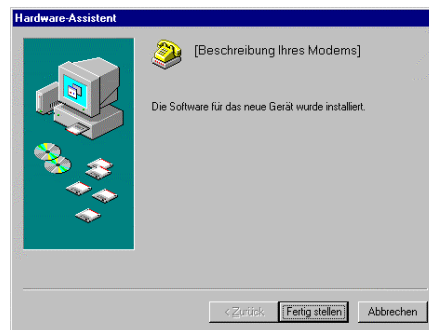 Hardware-Assistent
[Beschreibung Ihres Modems]
Die Software für das neue Gerät wurde installiert.
< Zurück
Fertig stellen
Abbrechen